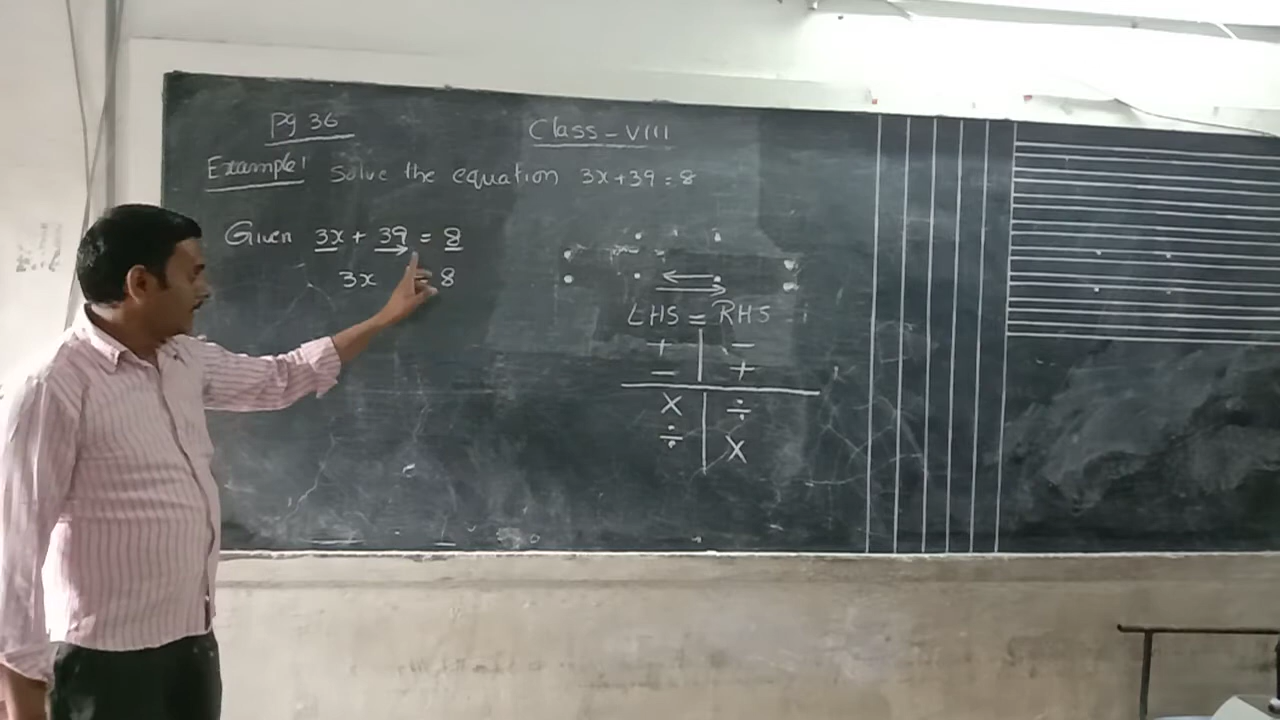 Pg 36
Class - VIII
Example 1 Solve the equation 3x+39=8
Given 3x + 39 = 8
3x = 8
LHS = RHS
+ | -
- | +
× | ÷
÷ | ×